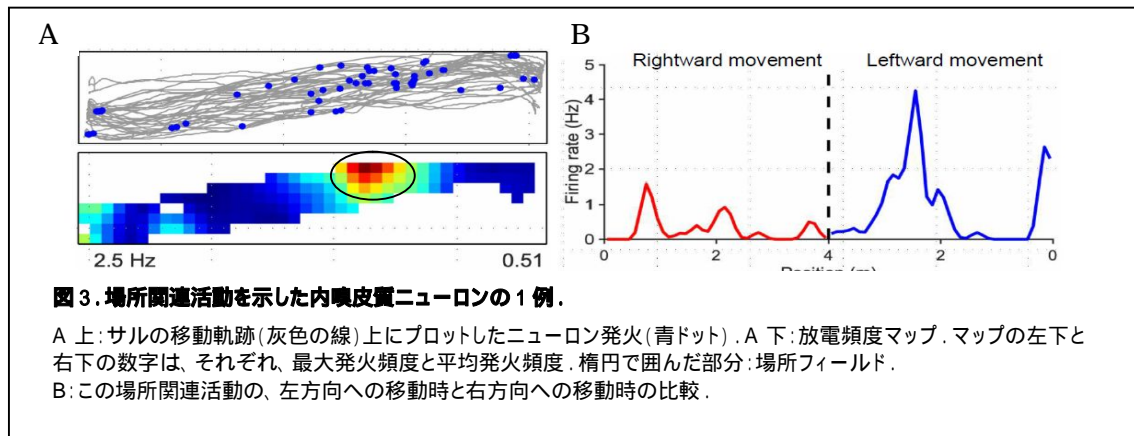 A
B
Rightward movement
Leftward movement
5
4
3
2
1
0
Firing rate (Hz)
0
2
4
2
0
2.5 Hz
0.51
図3.場所関連活動を示した内嗅皮質ニューロンの1例.
A 上:サルの移動軌跡(灰色の線)上にプロットしたニューロン発火(青ドット).A 下:放電頻度マップ.マップの左下と
右下の数字は、それぞれ、最大発火頻度と平均発火頻度.楕円で囲んだ部分:場所フィールド.
B:この場所関連活動の、左方向への移動時と右方向への移動時の比較.